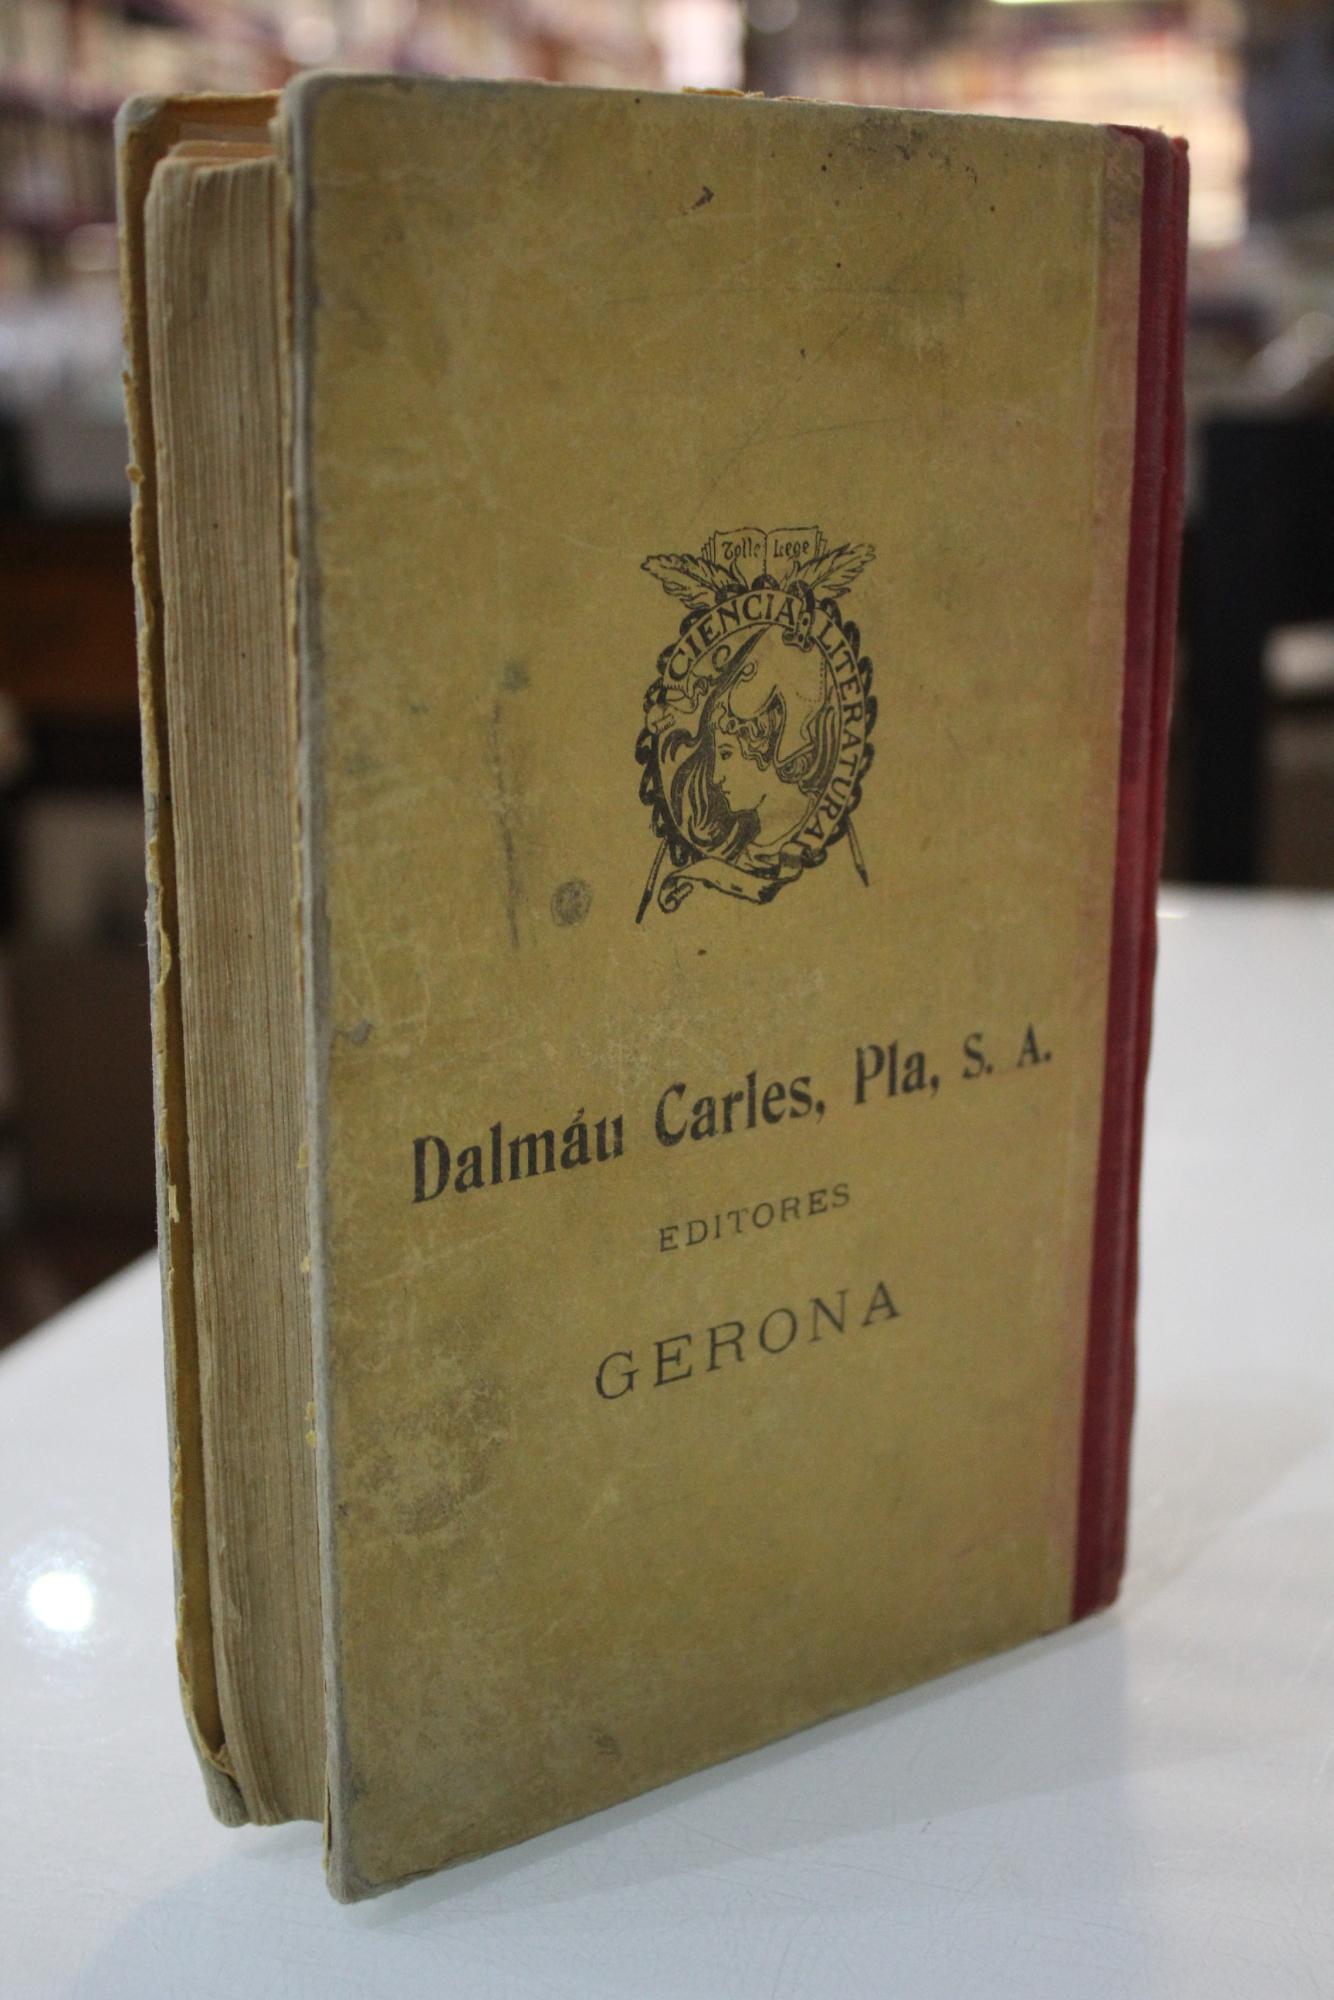 Tolle Lege
CIENCIA LITERATURA
Dalmáu Carles, Pla, S. A.
EDITORES
GERONA